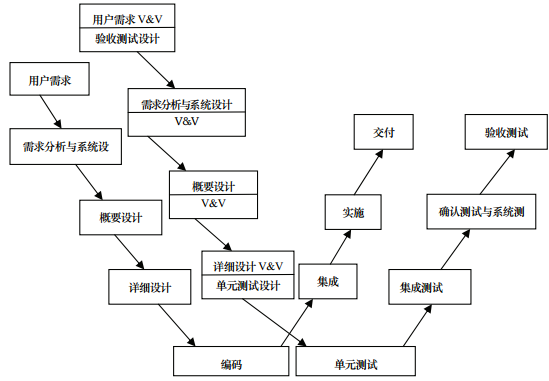 用户需求 V&V
验收测试设计
用户需求
需求分析与系统设计
V&V
需求分析与系统设
交付
验收测试
概要设计
V&V
概要设计
实施
确认测试与系统测
详细设计 V&V
单元测试设计
详细设计
集成
集成测试
编码
单元测试